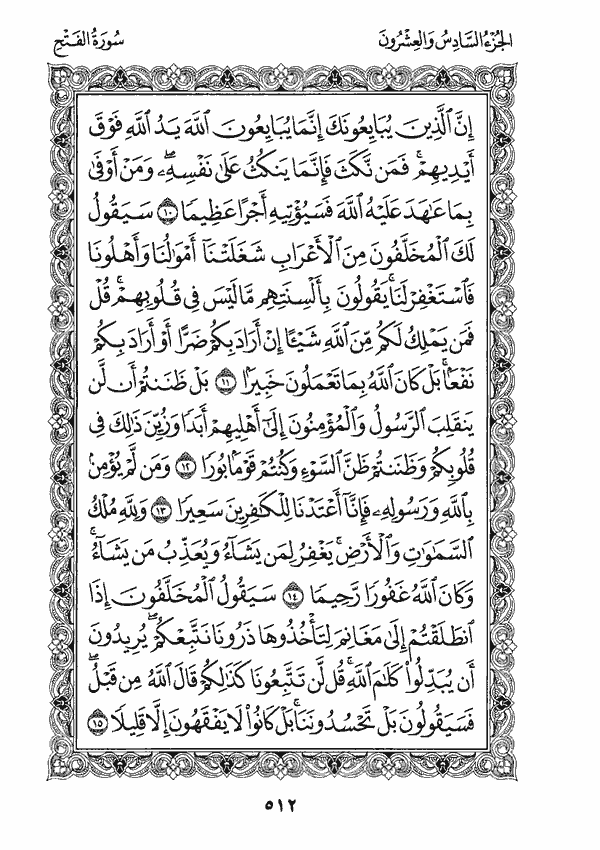 الجُزْءُ السَّادِسُ وَالعِشْرُونَ
سُورَةُ الفَتْحِ
إِنَّ ٱلَّذِينَ يُبَايِعُونَكَ إِنَّمَا يُبَايِعُونَ ٱللَّهَ يَدُ ٱللَّهِ فَوْقَ
أَيْدِيهِمْۚ فَمَن نَّكَثَ فَإِنَّمَا يَنكُثُ عَلَىٰ نَفْسِهِۦۖ وَمَنْ أَوْفَىٰ
بِمَا عَٰهَدَ عَلَيْهُ ٱللَّهَ فَسَيُؤْتِيهِ أَجْرًا عَظِيمًا ١٠ سَيَقُولُ
لَكَ ٱلْمُخَلَّفُونَ مِنَ ٱلْأَعْرَابِ شَغَلَتْنَآ أَمْوَٰلُنَا وَأَهْلُونَا
فَٱسْتَغْفِرْ لَنَاۚ يَقُولُونَ بِأَلْسِنَتِهِم مَّا لَيْسَ فِى قُلُوبِهِمْۚ قُلْ
فَمَن يَمْلِكُ لَكُم مِّنَ ٱللَّهِ شَيْـًٔا إِنْ أَرَادَ بِكُمْ ضَرًّا أَوْ أَرَادَ بِكُمْ
نَفْعًۢاۚ بَلْ كَانَ ٱللَّهُ بِمَا تَعْمَلُونَ خَبِيرًۢا ١١ بَلْ ظَنَنتُمْ أَن لَّن
يَنقَلِبَ ٱلرَّسُولُ وَٱلْمُؤْمِنُونَ إِلَىٰٓ أَهْلِيهِمْ أَبَدًا وَزُيِّنَ ذَٰلِكَ فِى
قُلُوبِكُمْ وَظَنَنتُمْ ظَنَّ ٱلسَّوْءِ وَكُنتُمْ قَوْمًۢا بُورًا ١٢ وَمَن لَّمْ يُؤْمِنۢ
بِٱللَّهِ وَرَسُولِهِۦ فَإِنَّآ أَعْتَدْنَا لِلْكَٰفِرِينَ سَعِيرًا ١٣ وَلِلَّهِ مُلْكُ
ٱلسَّمَٰوَٰتِ وَٱلْأَرْضِۚ يَغْفِرُ لِمَن يَشَآءُ وَيُعَذِّبُ مَن يَشَآءُۚ
وَكَانَ ٱللَّهُ غَفُورًا رَّحِيمًا ١٤ سَيَقُولُ ٱلْمُخَلَّفُونَ إِذَا
ٱنطَلَقْتُمْ إِلَىٰ مَغَانِمَ لِتَأْخُذُوهَا ذَرُونَا نَتَّبِعْكُمْۖ يُرِيدُونَ
أَن يُبَدِّلُوا۟ كَلَٰمَ ٱللَّهِۚ قُل لَّن تَتَّبِعُونَا كَذَٰلِكُمْ قَالَ ٱللَّهُ مِن قَبْلُۖ
فَسَيَقُولُونَ بَلْ تَحْسُدُونَنَاۚ بَلْ كَانُوا۟ لَا يَفْقَهُونَ إِلَّا قَلِيلًا ١٥
٥١٢